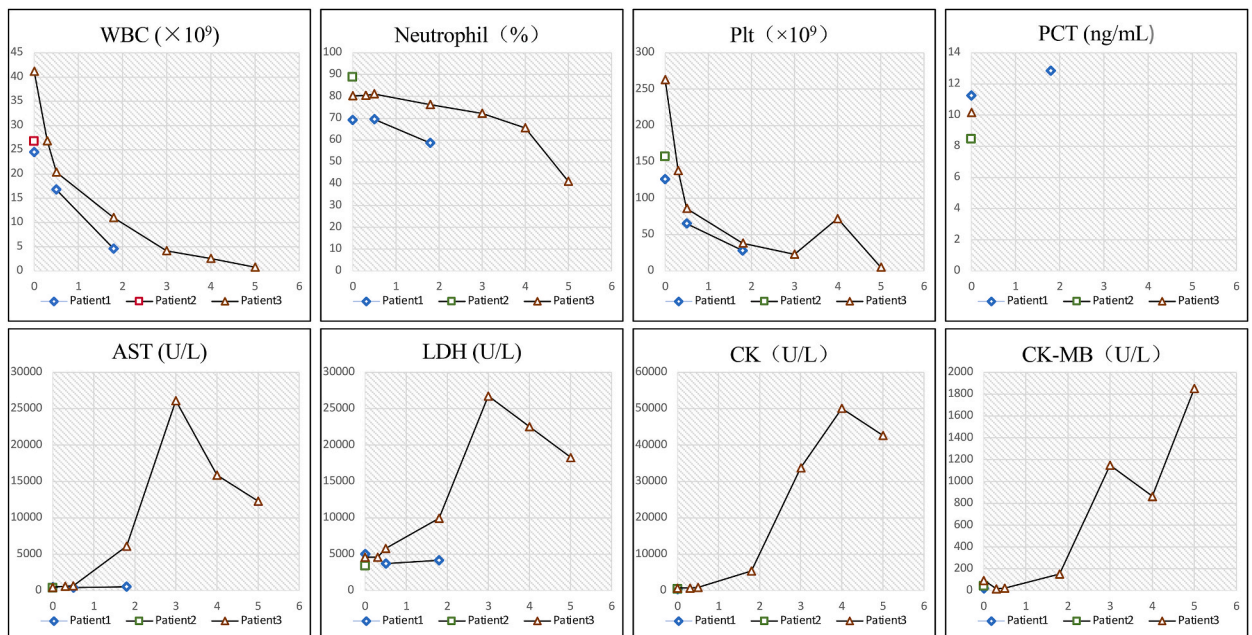 WBC (×10⁹)
45
40
35
30
25
20
15
10
5
0
0 1 2 3 4 5 6
Patient1 Patient2 Patient3
Neutrophil（%）
100
90
80
70
60
50
40
30
20
10
0
0 1 2 3 4 5 6
Patient1 Patient2 Patient3
Plt（×10⁹）
300
250
200
150
100
50
0
0 1 2 3 4 5 6
Patient1 Patient2 Patient3
PCT (ng/mL)
14
12
10
8
6
4
2
0
0 1 2 3 4 5 6
Patient1 Patient2 Patient3
AST (U/L)
30000
25000
20000
15000
10000
5000
0
0 1 2 3 4 5 6
Patient1 Patient2 Patient3
LDH (U/L)
30000
25000
20000
15000
10000
5000
0
0 1 2 3 4 5 6
Patient1 Patient2 Patient3
CK（U/L）
60000
50000
40000
30000
20000
10000
0
0 1 2 3 4 5 6
Patient1 Patient2 Patient3
CK-MB（U/L）
2000
1800
1600
1400
1200
1000
800
600
400
200
0
0 1 2 3 4 5 6
Patient1 Patient2 Patient3